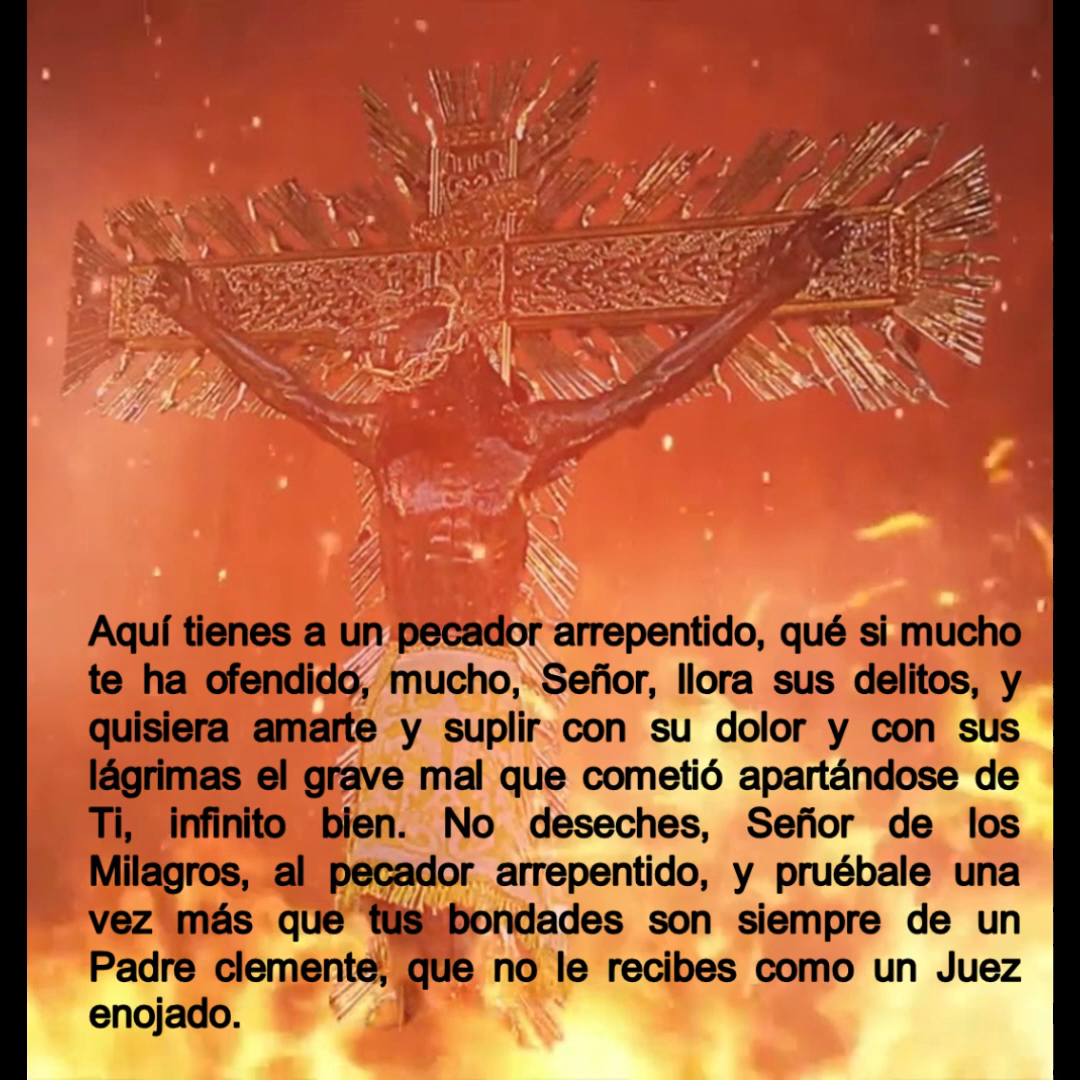 Aquí tienes a un pecador arrepentido, qué si mucho
te ha ofendido, mucho, Señor, llora sus delitos, y
quisiera amarte y suplir con su dolor y con sus
lágrimas el grave mal que cometió apartándose de
Ti, infinito bien. No deseches, Señor de los
Milagros, al pecador arrepentido, y pruébale una
vez más que tus bondades son siempre de un
Padre clemente, que no le recibes como un Juez
enojado.